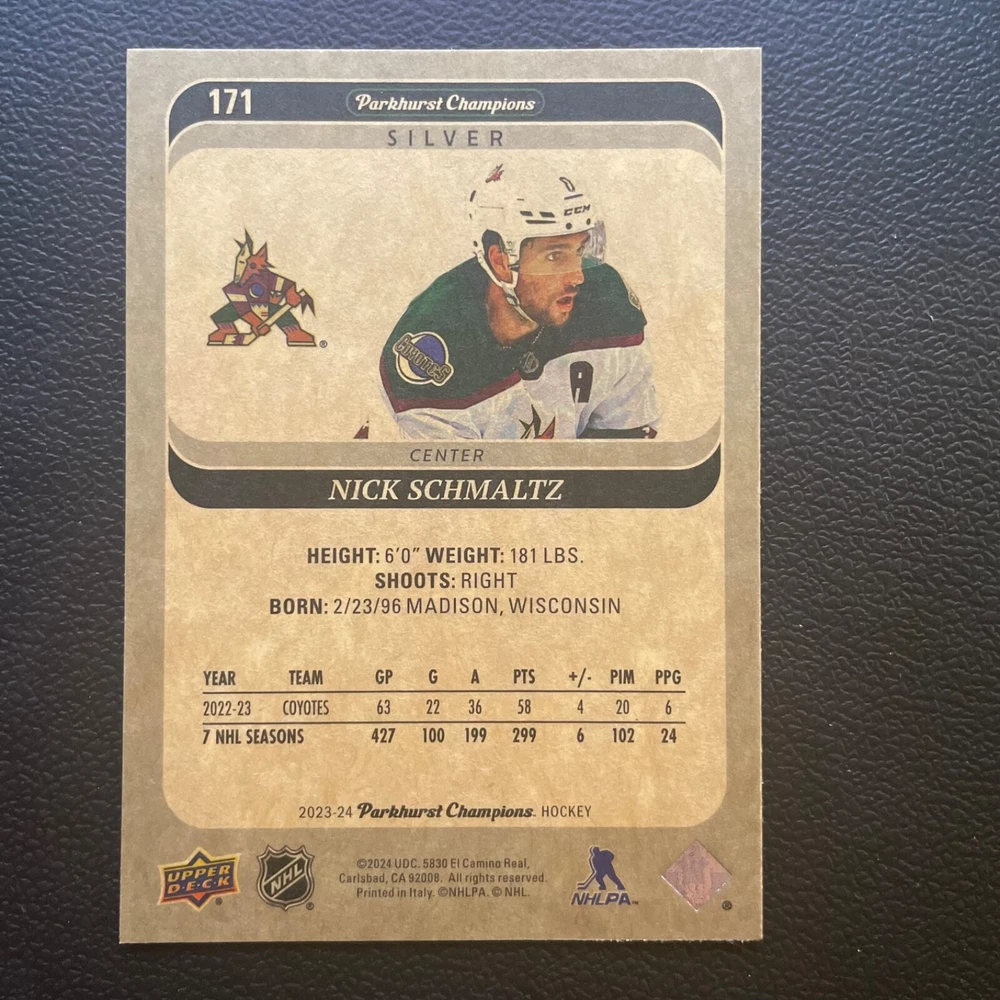 171 Parkhurst Champions
SILVER
CCM
COYOTES
A
CENTER
NICK SCHMALTZ
HEIGHT: 6'0" WEIGHT: 181 LBS.
SHOOTS: RIGHT
BORN: 2/23/96 MADISON, WISCONSIN
YEAR TEAM GP G A PTS +/- PIM PPG
2022-23 COYOTES 63 22 36 58 4 20 6
7 NHL SEASONS 427 100 199 299 6 102 24
2023-24 Parkhurst Champions. HOCKEY
UPPER
D·E·C·K
®
NHL
®
©2024 UDC. 5830 El Camino Real,
Carlsbad, CA 92008. All rights reserved.
Printed in Italy. ©NHLPA. © NHL.
NHLPA™
®